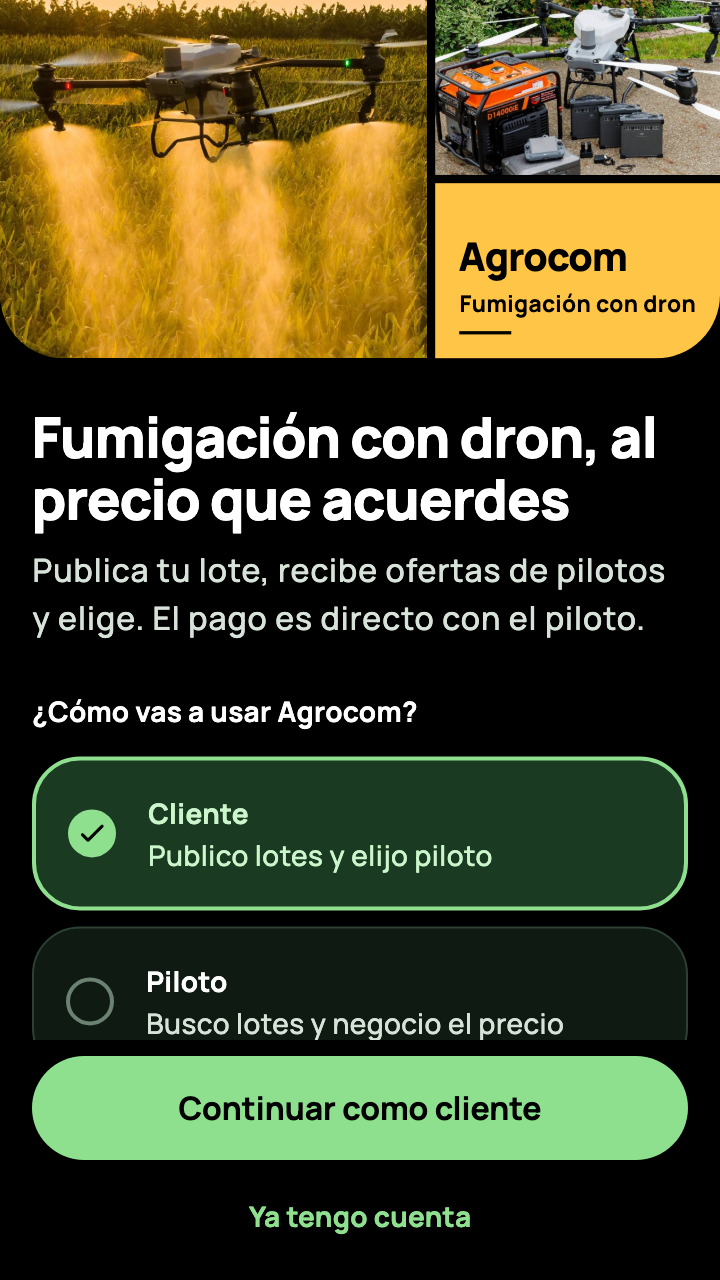 D14000iE
Agrocom
Fumigación con dron
Fumigación con dron, al
precio que acuerdes
Publica tu lote, recibe ofertas de pilotos
y elige. El pago es directo con el piloto.
¿Cómo vas a usar Agrocom?
Cliente
Publico lotes y elijo piloto
Piloto
Busco lotes y negocio el precio
Continuar como cliente
Ya tengo cuenta